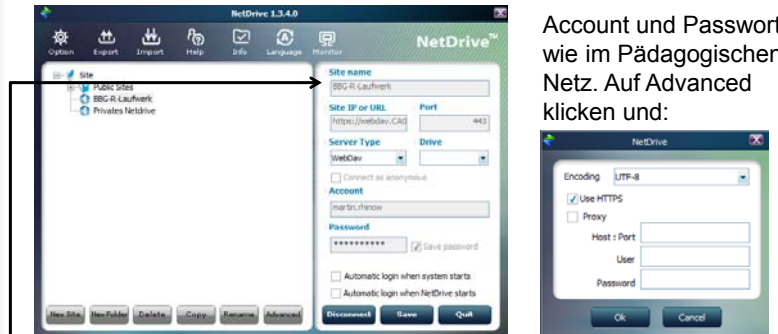 NetDrive 1.3.4.0
Option Export Import Help Info Language Monitor
NetDrive™
Site
Public Sites
BBG-R-Laufwerk
Privates Netdrive
New Site New Folder Delete Copy Rename Advanced
Site name
BBG-R-Laufwerk
Site IP or URL Port
https://webdav.CAD 443
Server Type Drive
WebDav
Connect as anonymous
Account
martin.rhinow
Password
********** Save password
Automatic login when system starts
Automatic login when NetDrive starts
Disconnect Save Quit
Account und Passwort
wie im Pädagogischen
Netz. Auf Advanced
klicken und:
NetDrive
Encoding UTF-8
Use HTTPS
Proxy
Host : Port
User
Password
Ok Cancel